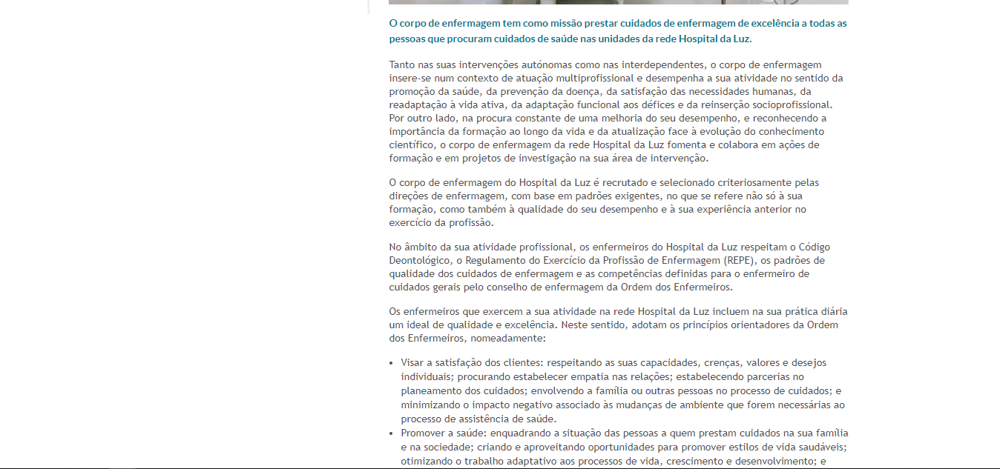 O corpo de enfermagem tem como missão prestar cuidados de enfermagem de excelência a todas as
pessoas que procuram cuidados de saúde nas unidades da rede Hospital da Luz.
Tanto nas suas intervenções autónomas como nas interdependentes, o corpo de enfermagem
insere-se num contexto de atuação multiprofissional e desempenha a sua atividade no sentido da
promoção da saúde, da prevenção da doença, da satisfação das necessidades humanas, da
readaptação à vida ativa, da adaptação funcional aos défices e da reinserção socioprofissional.
Por outro lado, na procura constante de uma melhoria do seu desempenho, e reconhecendo a
importância da formação ao longo da vida e da atualização face à evolução do conhecimento
científico, o corpo de enfermagem da rede Hospital da Luz fomenta e colabora em ações de
formação e em projetos de investigação na sua área de intervenção.
O corpo de enfermagem do Hospital da Luz é recrutado e selecionado criteriosamente pelas
direções de enfermagem, com base em padrões exigentes, no que se refere não só à sua
formação, como também à qualidade do seu desempenho e à sua experiência anterior no
exercício da profissão.
No âmbito da sua atividade profissional, os enfermeiros do Hospital da Luz respeitam o Código
Deontológico, o Regulamento do Exercício da Profissão de Enfermagem (REPE), os padrões de
qualidade dos cuidados de enfermagem e as competências definidas para o enfermeiro de
cuidados gerais pelo conselho de enfermagem da Ordem dos Enfermeiros.
Os enfermeiros que exercem a sua atividade na rede Hospital da Luz incluem na sua prática diária
um ideal de qualidade e excelência. Neste sentido, adotam os princípios orientadores da Ordem
dos Enfermeiros, nomeadamente:
• Visar a satisfação dos clientes: respeitando as suas capacidades, crenças, valores e desejos
individuais; procurando estabelecer empatia nas relações; estabelecendo parcerias no
planeamento dos cuidados; envolvendo a família ou outras pessoas no processo de cuidados; e
minimizando o impacto negativo associado às mudanças de ambiente que forem necessárias ao
processo de assistência de saúde.
• Promover a saúde: enquadrando a situação das pessoas a quem prestam cuidados na sua família
e na sociedade; criando e aproveitando oportunidades para promover estilos de vida saudáveis;
otimizando o trabalho adaptativo aos processos de vida, crescimento e desenvolvimento; e